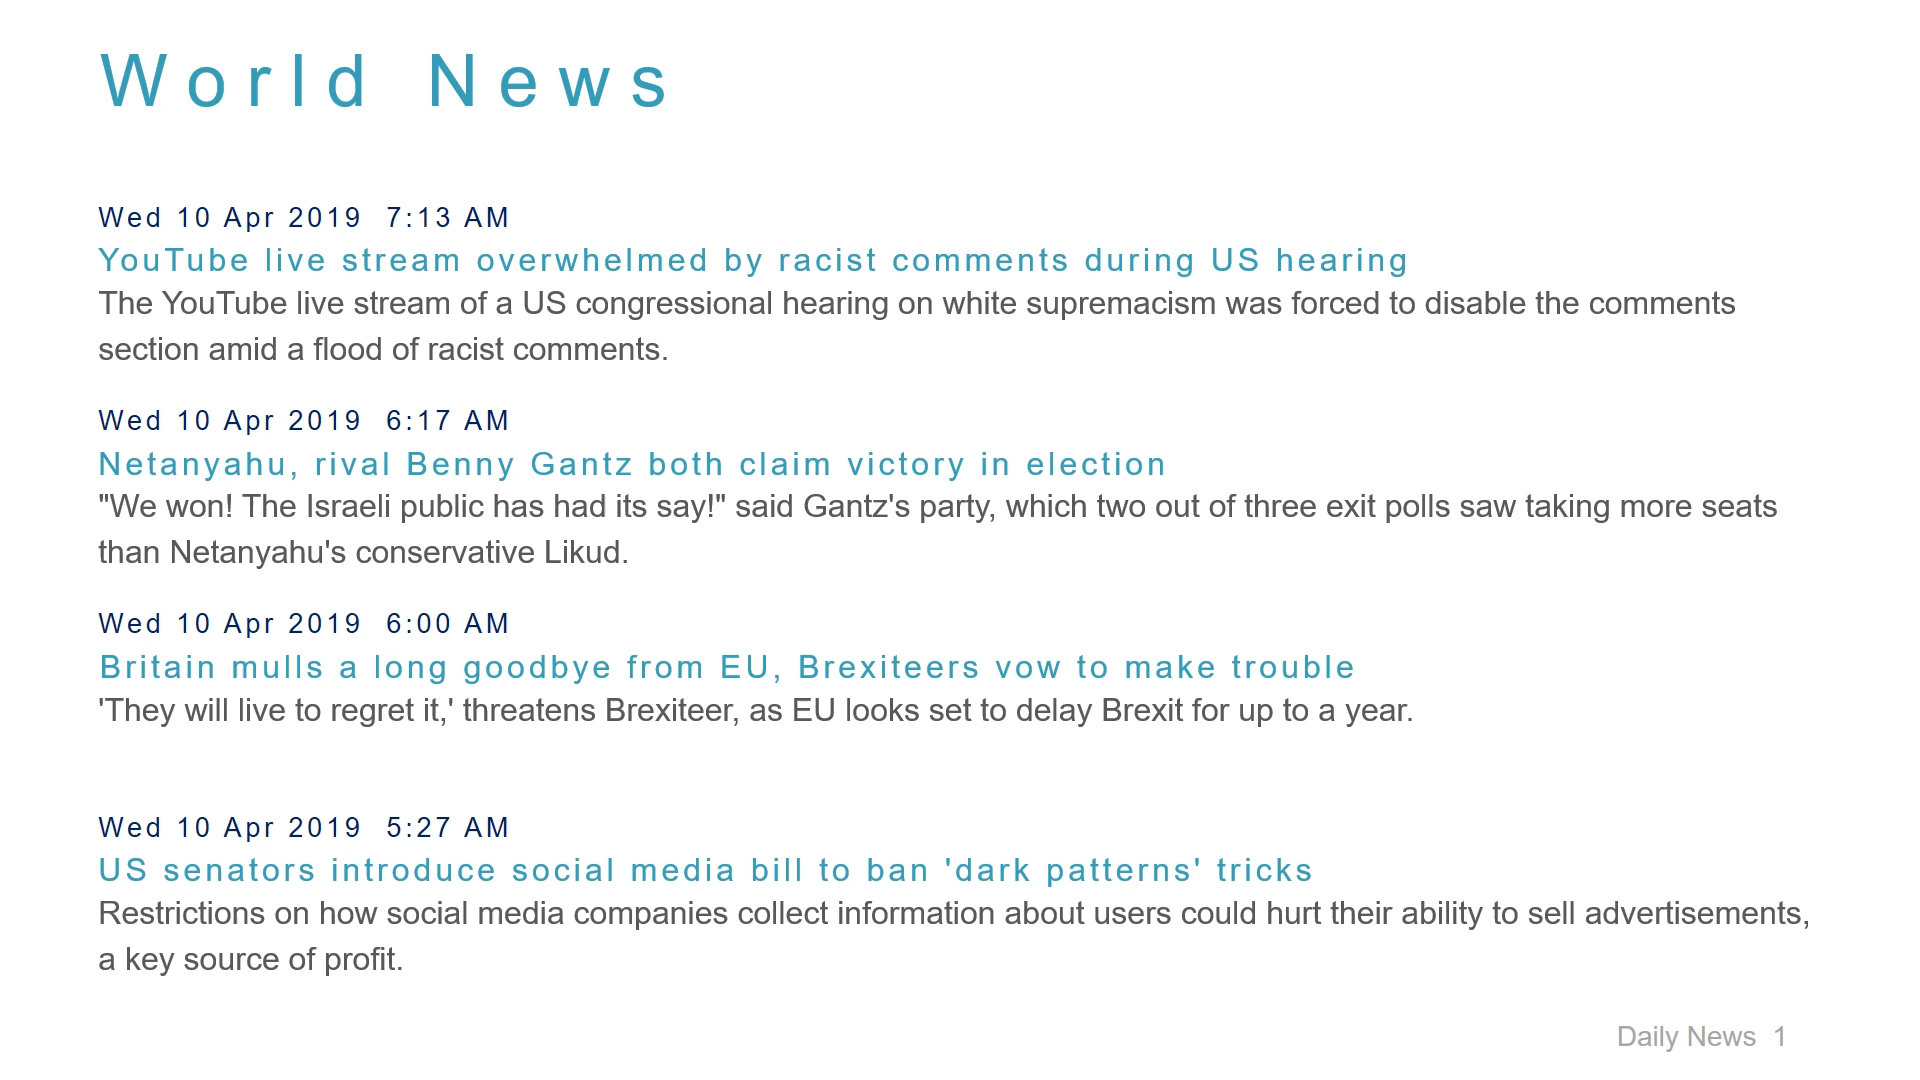 World News
Wed 10 Apr 2019  7:13 AM
YouTube live stream overwhelmed by racist comments during US hearing
The YouTube live stream of a US congressional hearing on white supremacism was forced to disable the comments
section amid a flood of racist comments.
Wed 10 Apr 2019  6:17 AM
Netanyahu, rival Benny Gantz both claim victory in election
"We won! The Israeli public has had its say!" said Gantz's party, which two out of three exit polls saw taking more seats
than Netanyahu's conservative Likud.
Wed 10 Apr 2019  6:00 AM
Britain mulls a long goodbye from EU, Brexiteers vow to make trouble
'They will live to regret it,' threatens Brexiteer, as EU looks set to delay Brexit for up to a year.
Wed 10 Apr 2019  5:27 AM
US senators introduce social media bill to ban 'dark patterns' tricks
Restrictions on how social media companies collect information about users could hurt their ability to sell advertisements,
a key source of profit.
Daily News  1